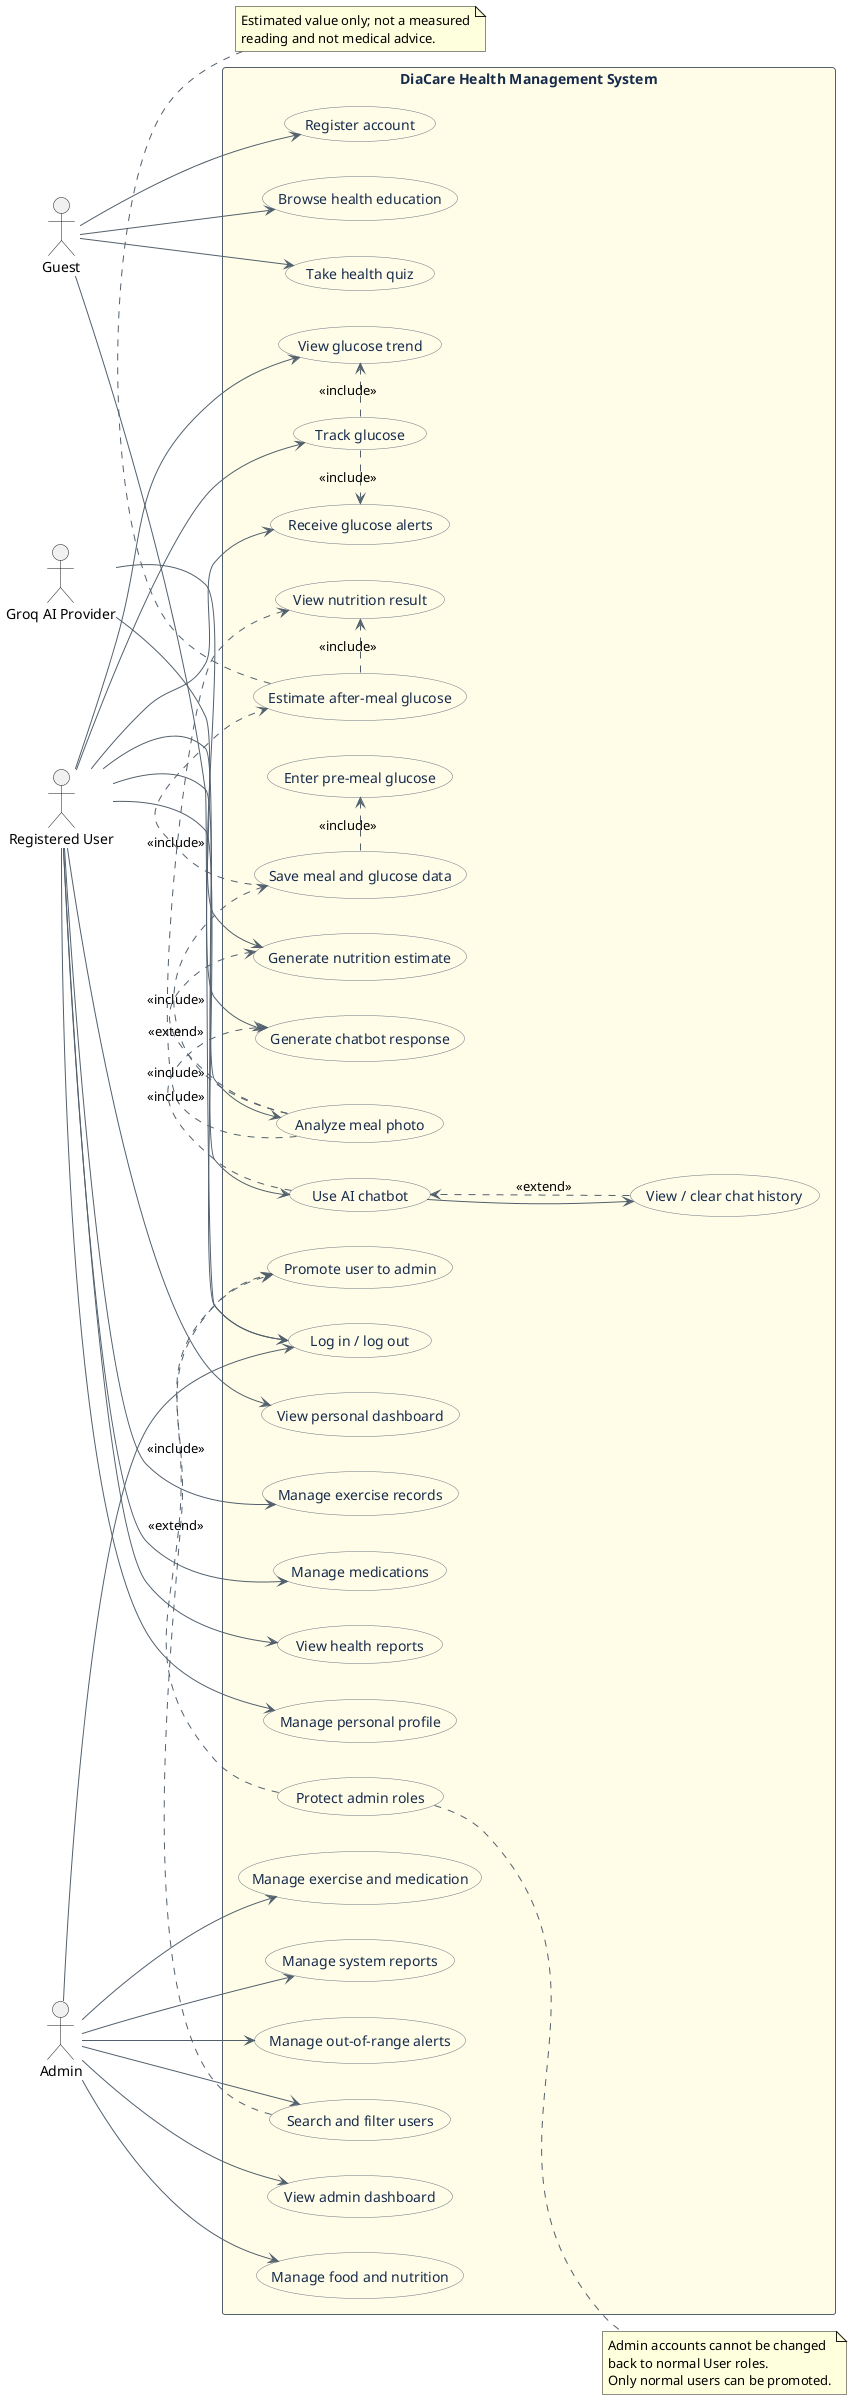 Estimated value only; not a measured
reading and not medical advice.
DiaCare Health Management System
Register account
Browse health education
Guest
Take health quiz
View glucose trend
«include»
Track glucose
«include»
Receive glucose alerts
Groq AI Provider
View nutrition result
«include»
Estimate after-meal glucose
Enter pre-meal glucose
«include»
Registered User
«include»
Save meal and glucose data
Generate nutrition estimate
«include»
«extend»
Generate chatbot response
«include»
«include»
Analyze meal photo
«extend»
View / clear chat history
Use AI chatbot
Promote user to admin
Log in / log out
View personal dashboard
«include»
Manage exercise records
«extend»
Manage medications
View health reports
Manage personal profile
Protect admin roles
Manage exercise and medication
Manage system reports
Manage out-of-range alerts
Admin
Search and filter users
View admin dashboard
Manage food and nutrition
Admin accounts cannot be changed
back to normal User roles.
Only normal users can be promoted.